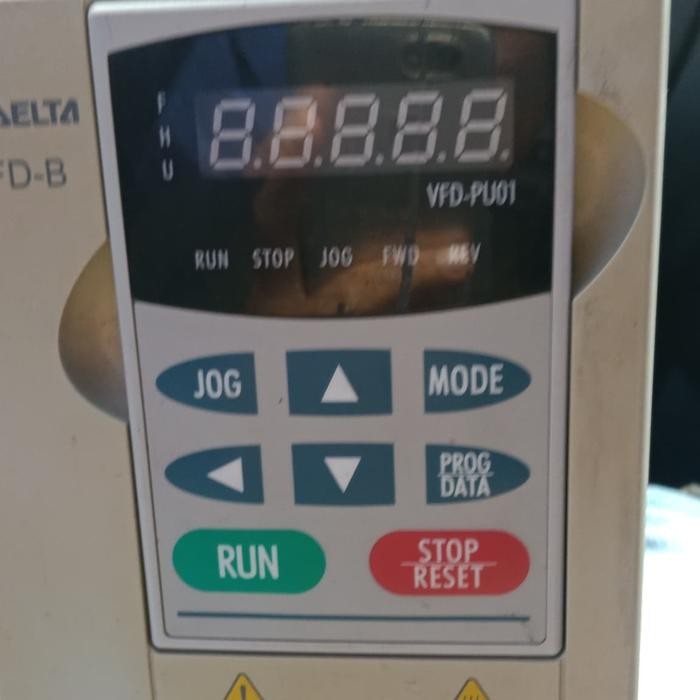 DELTA
FD-B
F
H
U
8.8.8.8.8.
VFD-PU01
RUN STOP JOG FWD REV
JOG
MODE
PROG
DATA
RUN
STOP
RESET